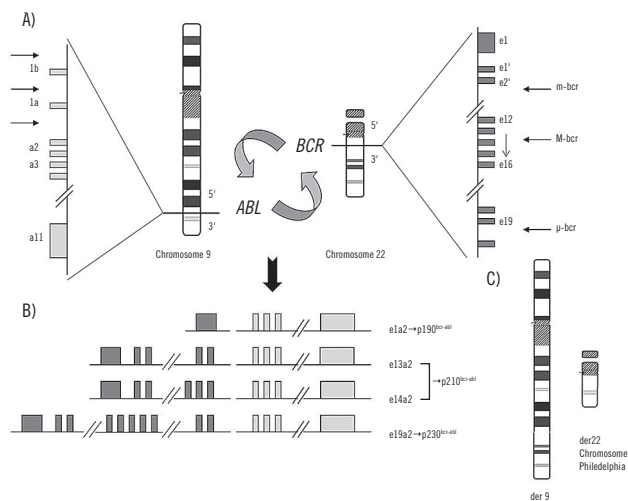 A)
1b
1a
a2
a3
a11
5'
3'
Chromosome 9
ABL
BCR
5'
3'
Chromosome 22
e1
e1'
e2'
m-bcr
e12
M-bcr
e16
e19
µ-bcr
B)
e1a2→p190bcr-abl
e13a2
→p210bcr-abl
e14a2
e19a2→p230bcr-abl
C)
der 9
der22
Chromosome
Philedelphia